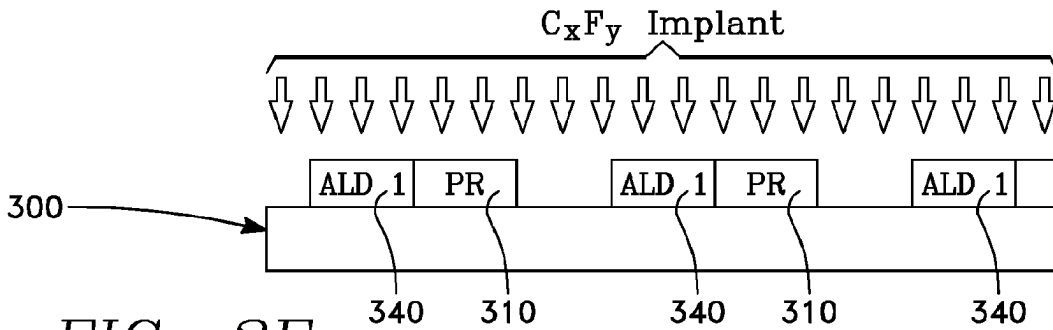 CxFy Implant
ALD 1 PR ALD 1 PR ALD 1
300
340 310 340 310 340